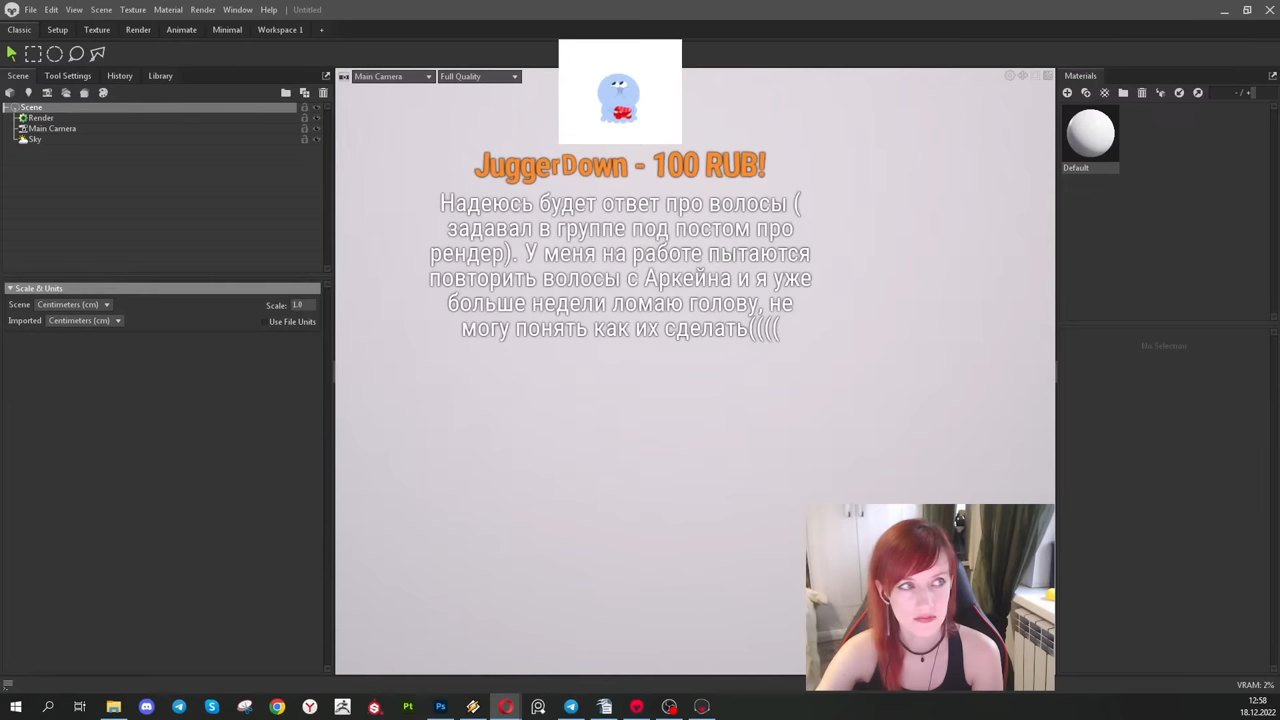 File Edit View Scene Texture Material Render Window Help Untitled
Classic Setup Texture Render Animate Minimal Workspace 1 +
Scene Tool Settings History Library
Main Camera Full Quality
Materials
- / +
Scene
Render
Main Camera
Sky
Default
JuggerDown - 100 RUB!
Надеюсь будет ответ про волосы (
задавал в группе под постом про
рендер). У меня на работе пытаются
повторить волосы с Аркейна и я уже
больше недели ломаю голову, не
могу понять как их сделать((((
Scale & Units
Scene Centimeters (cm) Scale: 1.0
Imported Centimeters (cm) Use File Units
No Selection
VRAM: 2%
Pt Ps
12:58
18.12.2022